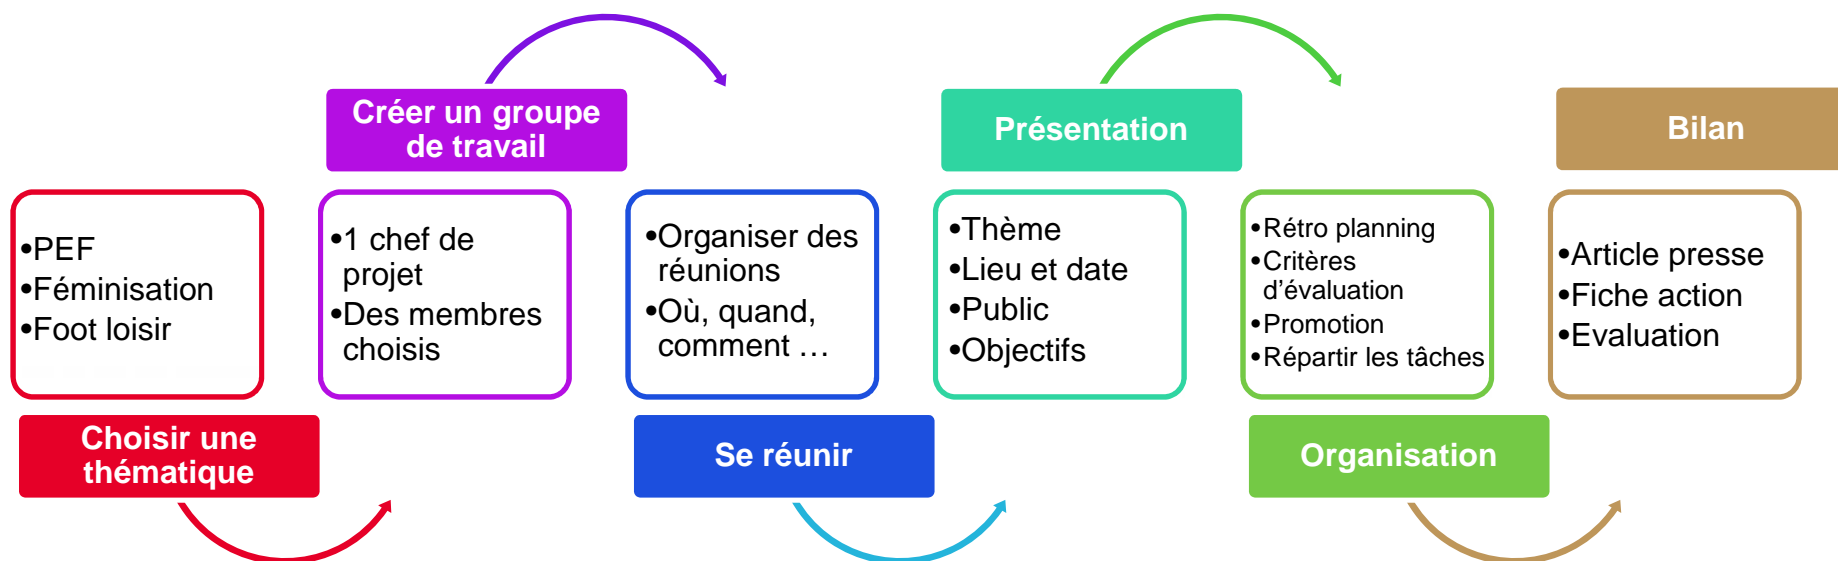 Choisir une
thématique
•PEF
•Féminisation
•Foot loisir
Créer un groupe
de travail
•1 chef de
projet
•Des membres
choisis
Se réunir
•Organiser des
réunions
•Où, quand,
comment …
Présentation
•Thème
•Lieu et date
•Public
•Objectifs
Organisation
•Rétro planning
•Critères
d’évaluation
•Promotion
•Répartir les tâches
Bilan
•Article presse
•Fiche action
•Evaluation